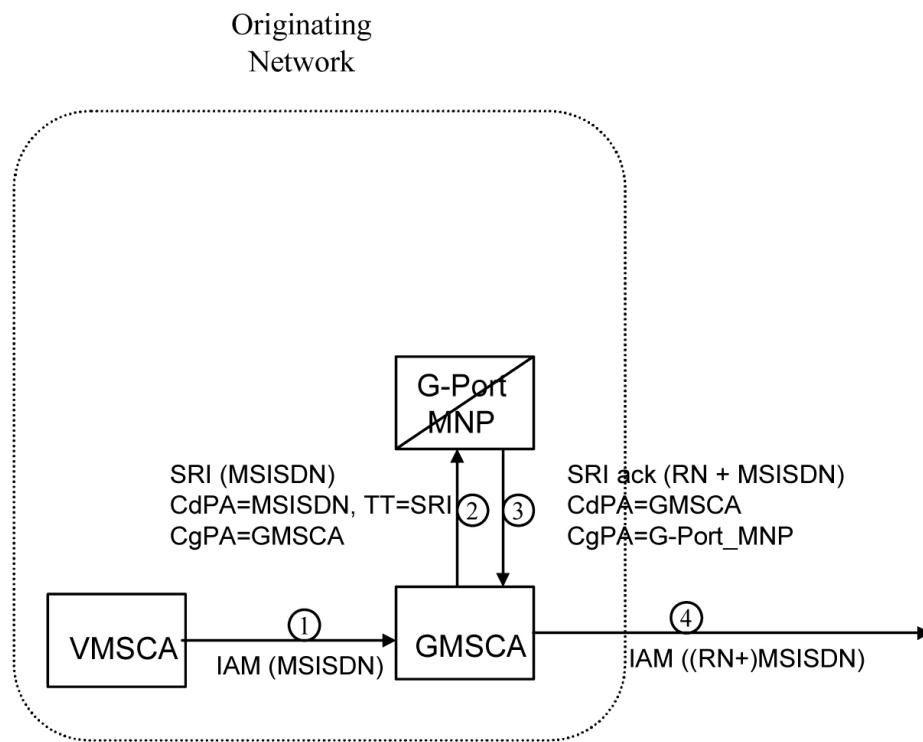 Originating
Network
G-Port
MNP
SRI (MSISDN)
CdPA=MSISDN, TT=SRI
CgPA=GMSCA
2
3
SRI ack (RN + MSISDN)
CdPA=GMSCA
CgPA=G-Port_MNP
VMSCA
1
IAM (MSISDN)
GMSCA
4
IAM ((RN+)MSISDN)